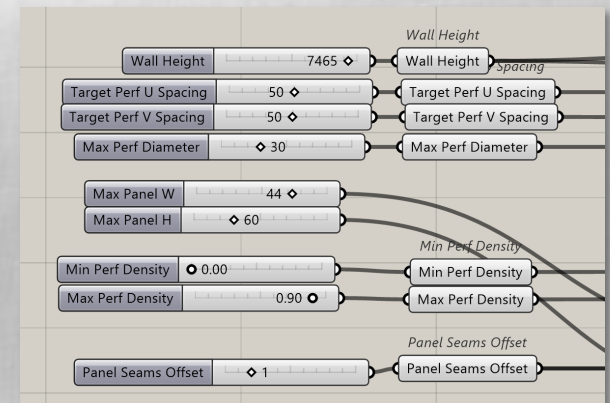 Wall Height
Wall Height 7465 Wall Height
Spacing
Target Perf U Spacing 50 Target Perf U Spacing
Target Perf V Spacing 50 Target Perf V Spacing
Max Perf Diameter 30 Max Perf Diameter
Max Panel W 44
Max Panel H 60
Min Perf Density
Min Perf Density 0.00 Min Perf Density
Max Perf Density 0.90 Max Perf Density
Panel Seams Offset
Panel Seams Offset 1 Panel Seams Offset